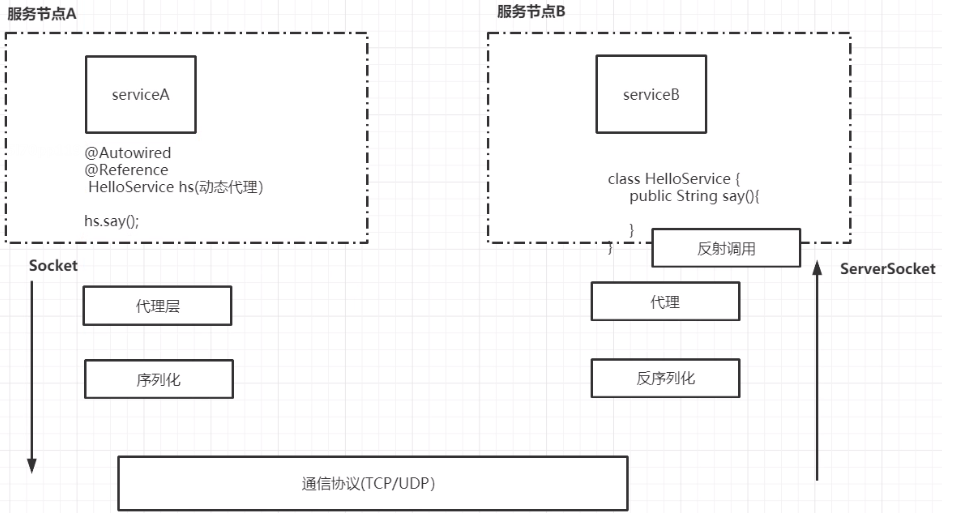 服务节点A
serviceA
@Autowired
@Reference
HelloService hs(动态代理)
hs.say();
Socket
代理层
序列化
服务节点B
serviceB
class HelloService {
public String say(){
}
}
反射调用
ServerSocket
代理
反序列化
通信协议(TCP/UDP)